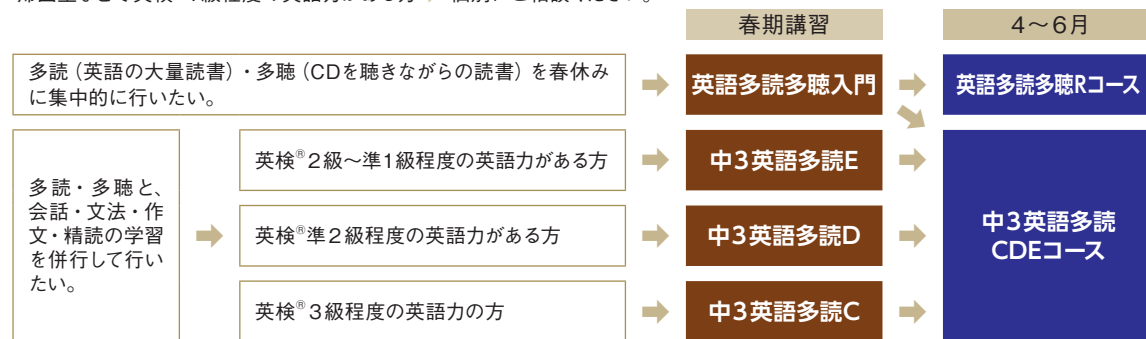 春期講習
4～6月
多読（英語の大量読書）・多聴（CDを聴きながらの読書）を春休み
に集中的に行いたい。
英語多読多聴入門
英語多読多聴Rコース
多読・多聴と、
会話・文法・作
文・精読の学習
を併行して行い
たい。
英検®2級～準1級程度の英語力がある方
中3英語多読E
英検®準2級程度の英語力がある方
中3英語多読D
英検®3級程度の英語力の方
中3英語多読C
中3英語多読
CDEコース